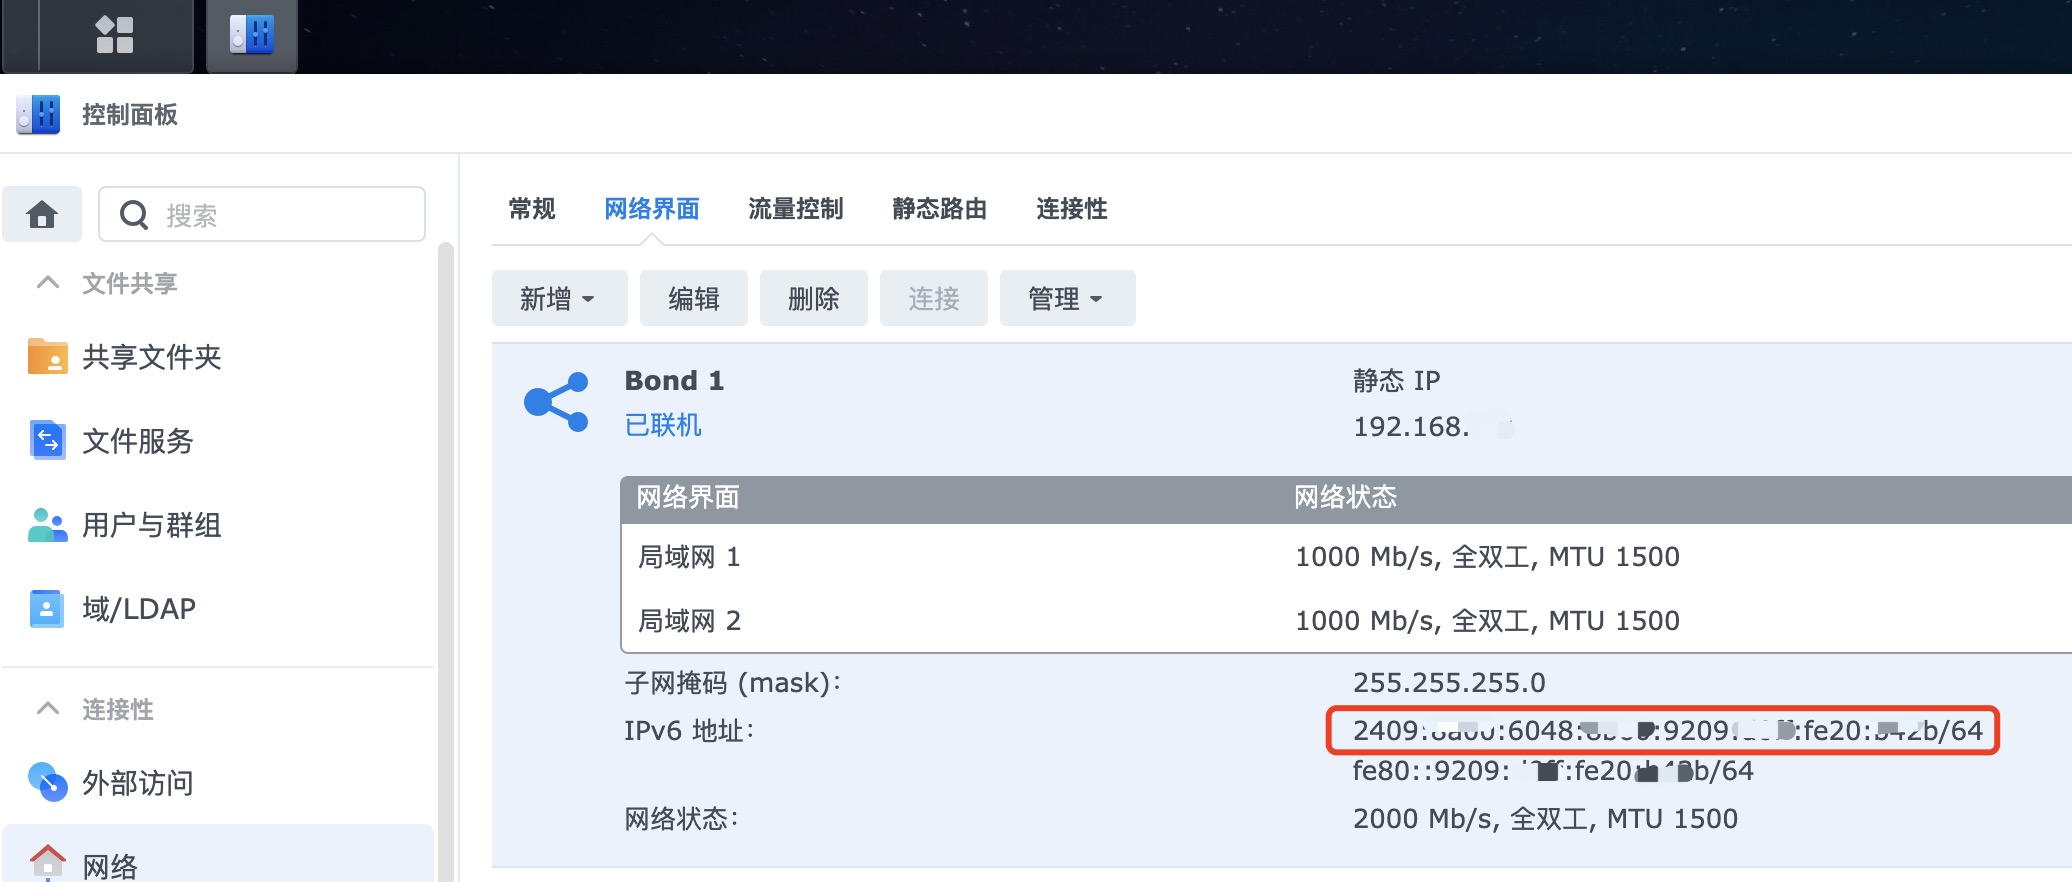 控制面板
搜索
文件共享
共享文件夹
文件服务
用户与群组
域/LDAP
连接性
外部访问
网络
常规 网络界面 流量控制 静态路由 连接性
新增 编辑 删除 连接 管理
Bond 1 静态 IP
已联机 192.168.
网络界面 网络状态
局域网 1 1000 Mb/s, 全双工, MTU 1500
局域网 2 1000 Mb/s, 全双工, MTU 1500
子网掩码 (mask): 255.255.255.0
IPv6 地址: 2409: :6048: :9209: :fe20: b/64
fe80::9209: :fe20: b/64
网络状态: 2000 Mb/s, 全双工, MTU 1500